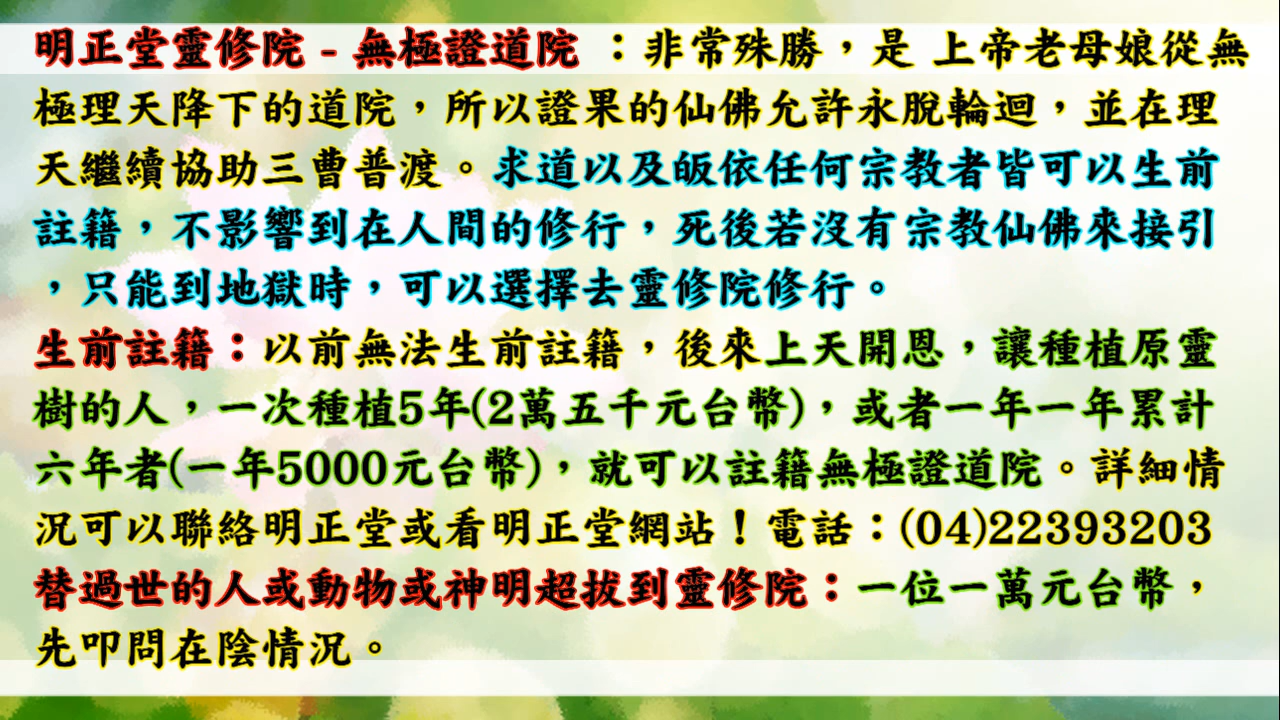 明正堂靈修院 - 無極證道院 ：非常殊勝，是 上帝老母娘從無
極理天降下的道院，所以證果的仙佛允許永脫輪迴，並在理
天繼續協助三曹普渡。求道以及皈依任何宗教者皆可以生前
註籍，不影響到在人間的修行，死後若沒有宗教仙佛來接引
，只能到地獄時，可以選擇去靈修院修行。
生前註籍：以前無法生前註籍，後來上天開恩，讓種植原靈
樹的人，一次種植5年(2萬五千元台幣)，或者一年一年累計
六年者(一年5000元台幣)，就可以註籍無極證道院。詳細情
況可以聯絡明正堂或看明正堂網站！電話：(04)22393203
替過世的人或動物或神明超拔到靈修院：一位一萬元台幣，
先叩問在陰情況。